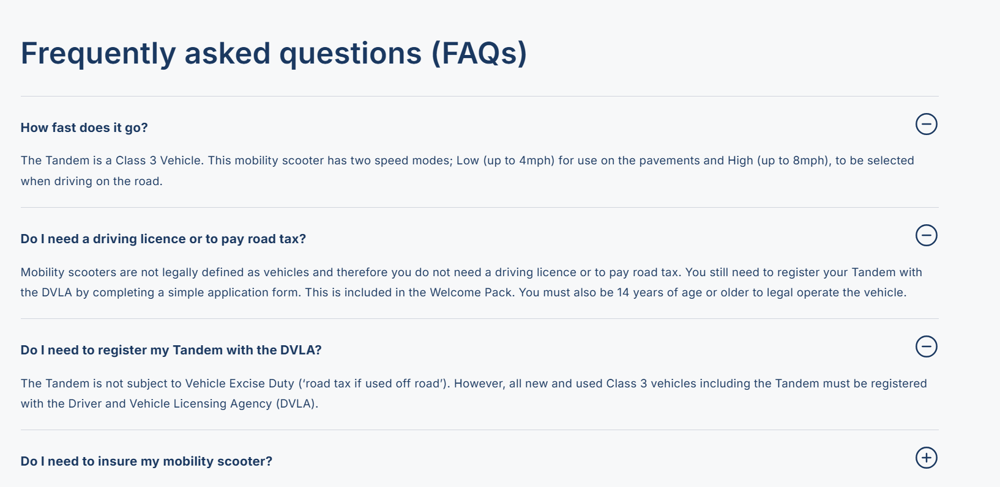 Frequently asked questions (FAQs)
How fast does it go?
The Tandem is a Class 3 Vehicle. This mobility scooter has two speed modes; Low (up to 4mph) for use on the pavements and High (up to 8mph), to be selected
when driving on the road.
Do I need a driving licence or to pay road tax?
Mobility scooters are not legally defined as vehicles and therefore you do not need a driving licence or to pay road tax. You still need to register your Tandem with
the DVLA by completing a simple application form. This is included in the Welcome Pack. You must also be 14 years of age or older to legal operate the vehicle.
Do I need to register my Tandem with the DVLA?
The Tandem is not subject to Vehicle Excise Duty (‘road tax if used off road’). However, all new and used Class 3 vehicles including the Tandem must be registered
with the Driver and Vehicle Licensing Agency (DVLA).
Do I need to insure my mobility scooter?